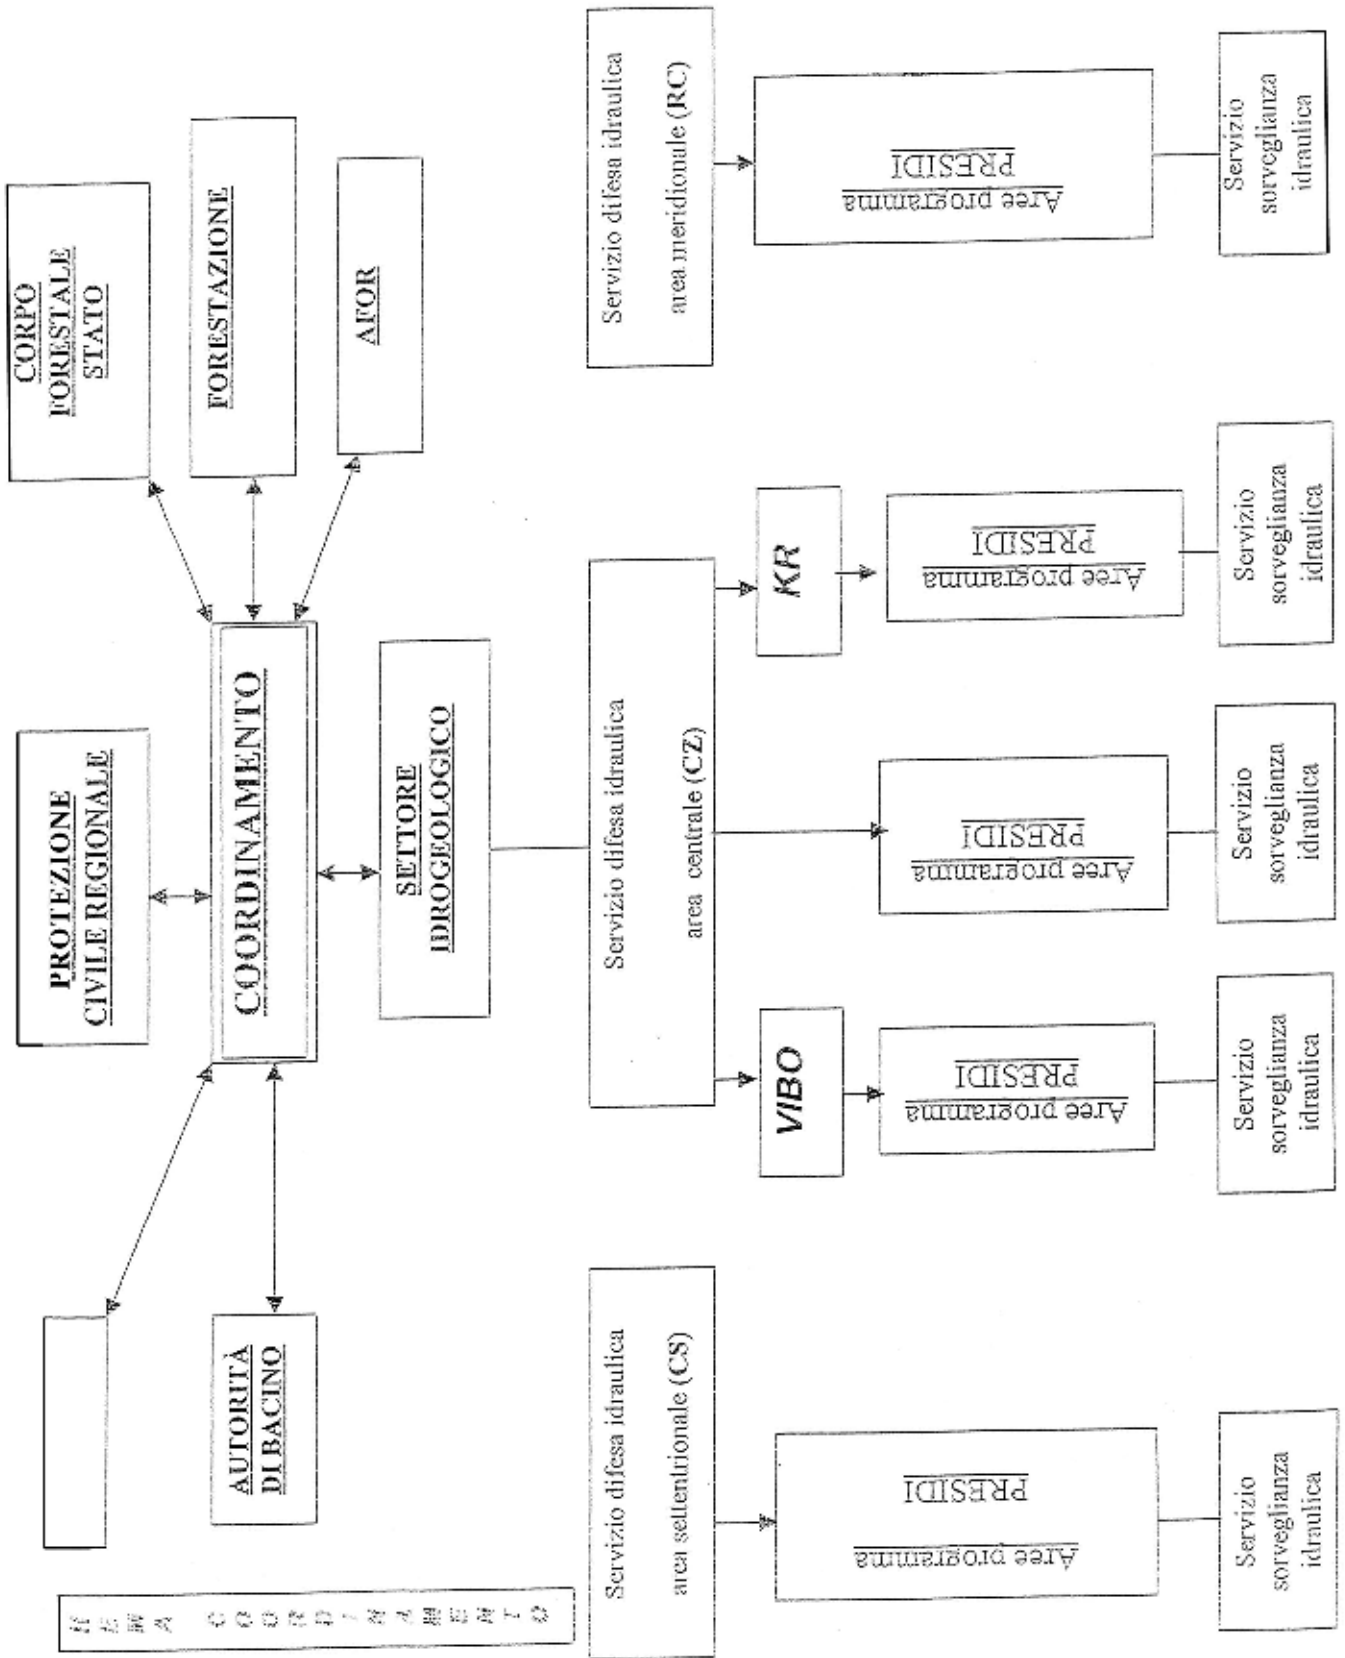 CORPO
FORESTALE
STATO
FORESTAZIONE
AFOR
PROTEZIONE
CIVILE REGIONALE
COORDINAMENTO
SETTORE
IDROGEOLOGICO
AUTORITÀ
DI BACINO
COORDINAMENTO
Servizio difesa idraulica
area settentrionale (CS)
Aree programma
PRESIDI
Servizio
sorveglianza
idraulica
Servizio difesa idraulica
area centrale (CZ)
VIBO
Aree programma
PRESIDI
Servizio
sorveglianza
idraulica
Aree programma
PRESIDI
Servizio
sorveglianza
idraulica
KR
Aree programma
PRESIDI
Servizio
sorveglianza
idraulica
Servizio difesa idraulica
area meridionale (RC)
Aree programma
PRESIDI
Servizio
sorveglianza
idraulica